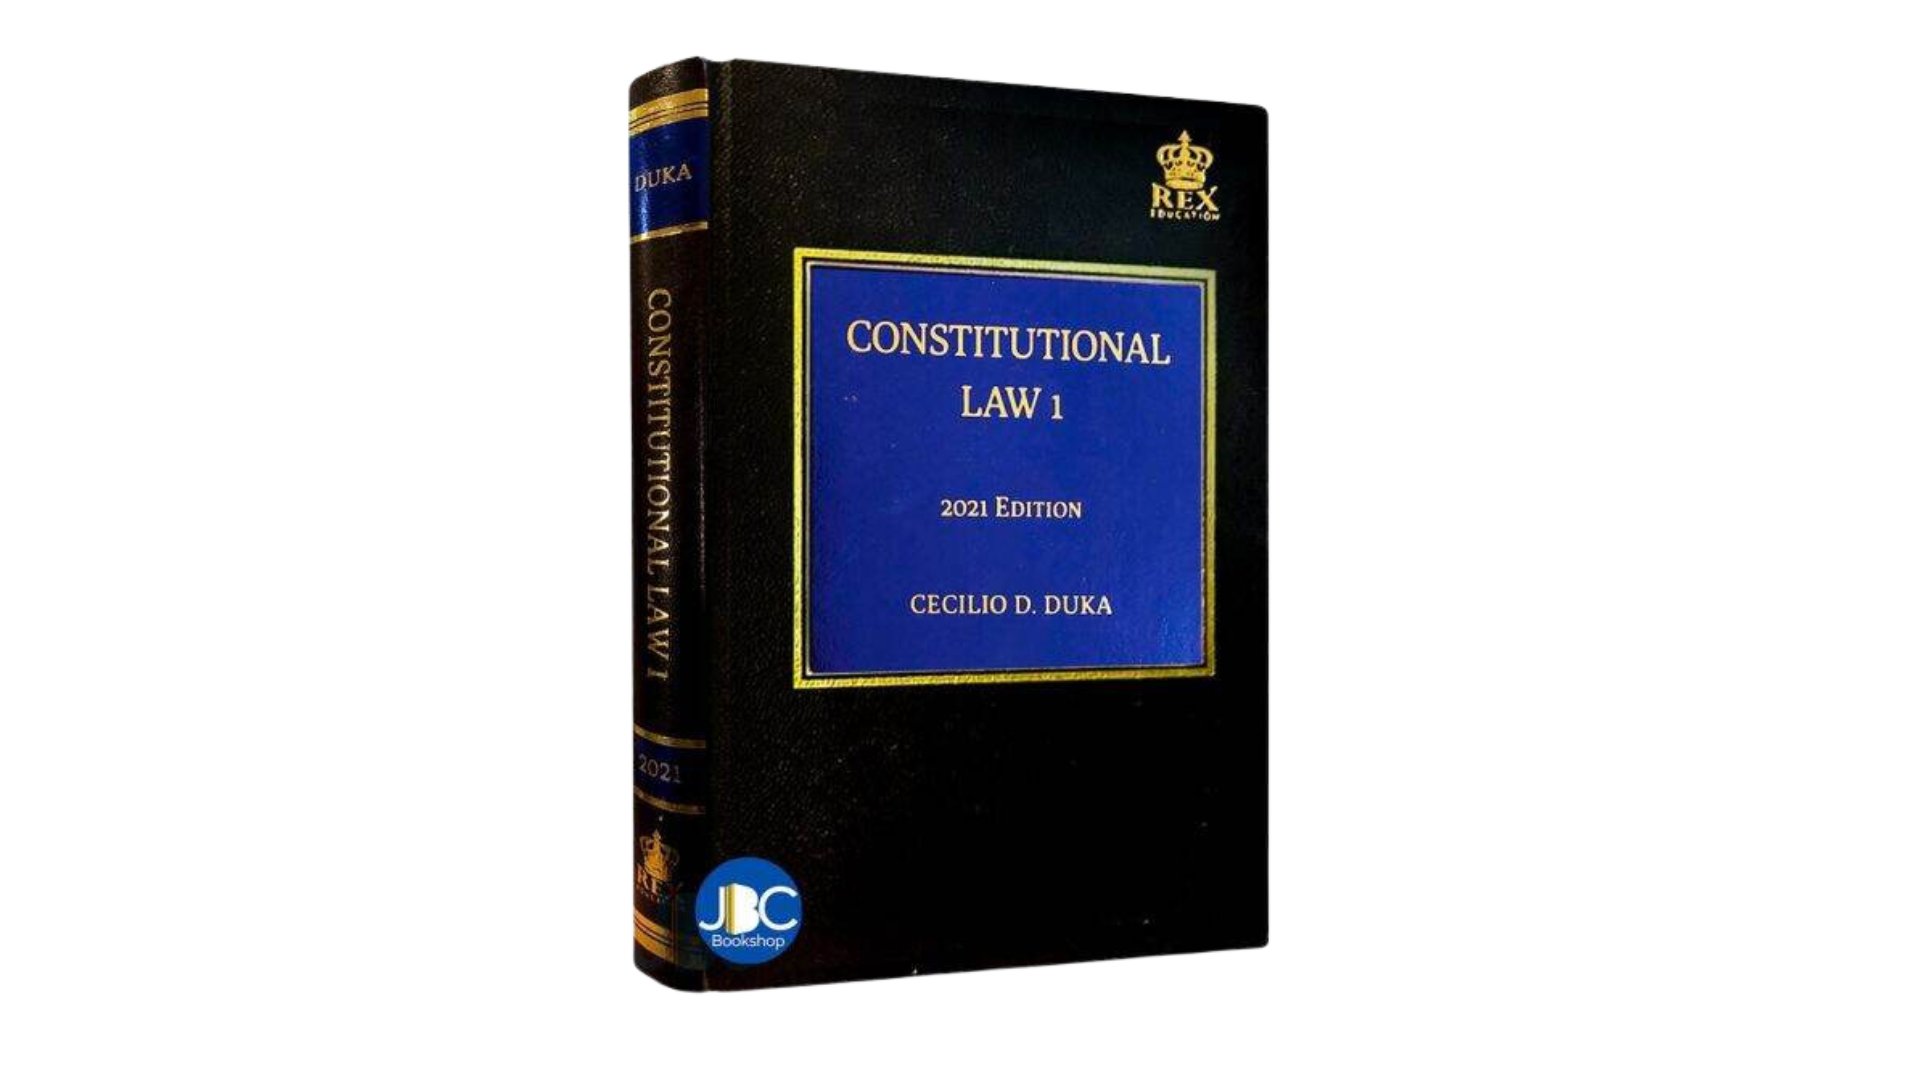 DUKA
CONSTITUTIONAL LAW 1
2021
REX
EDUCATION
CONSTITUTIONAL
LAW 1
2021 EDITION
CECILIO D. DUKA
JBC
Bookshop